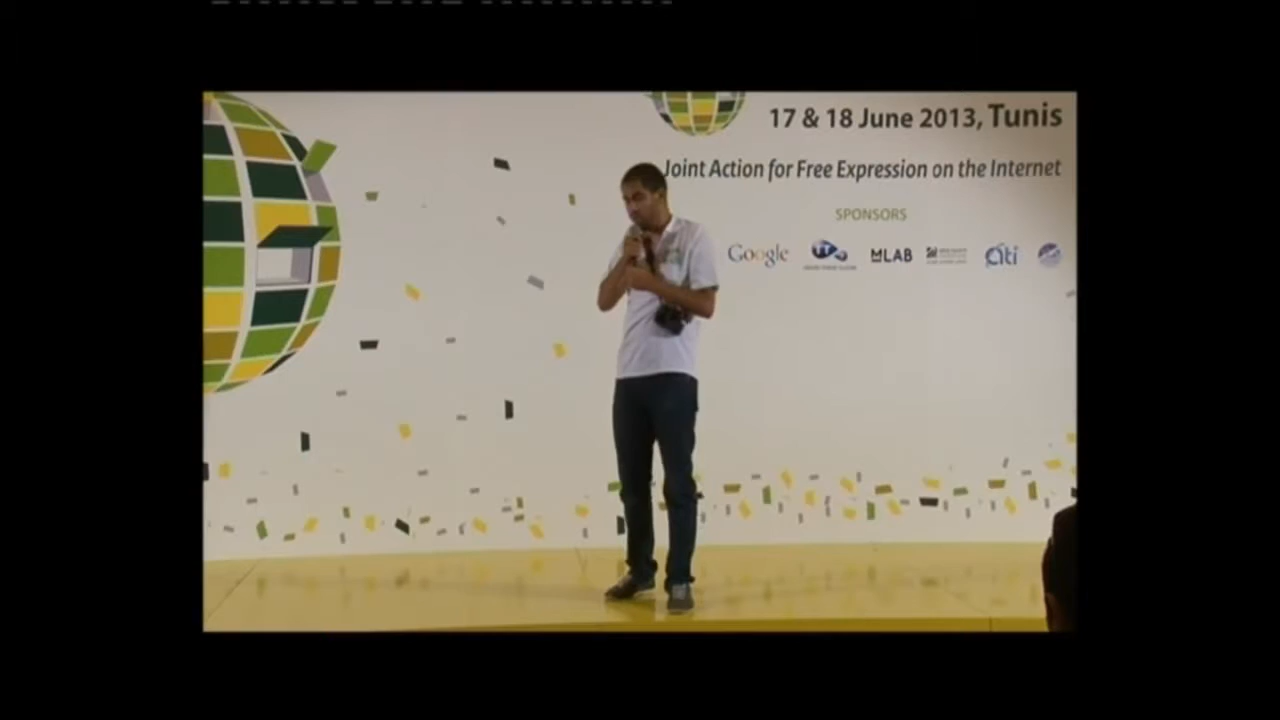 17 & 18 June 2013, Tunis
Joint Action for Free Expression on the Internet
SPONSORS
Google
MLAB
ati